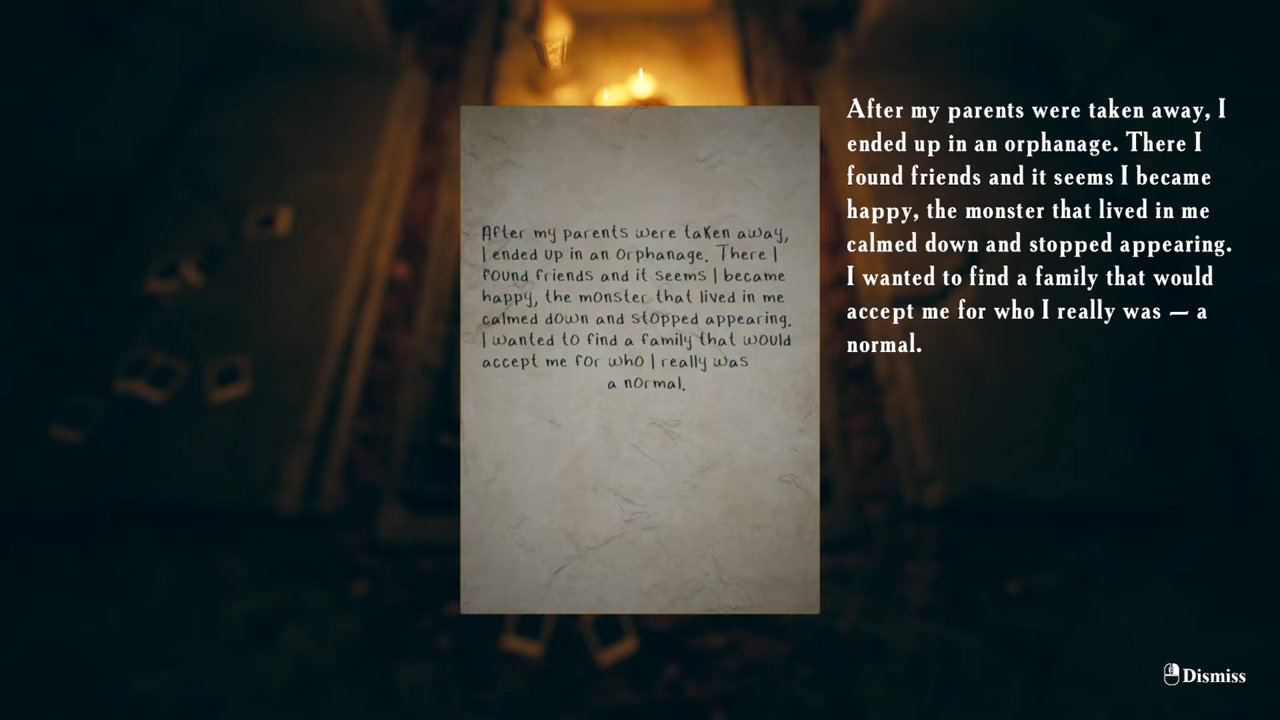 After my parents were taken away,
I ended up in an orphanage. There I
found friends and it seems I became
happy, the monster that lived in me
calmed down and stopped appearing.
I wanted to find a family that would
accept me for who I really was
a normal.
After my parents were taken away, I
ended up in an orphanage. There I
found friends and it seems I became
happy, the monster that lived in me
calmed down and stopped appearing.
I wanted to find a family that would
accept me for who I really was — a
normal.
Dismiss